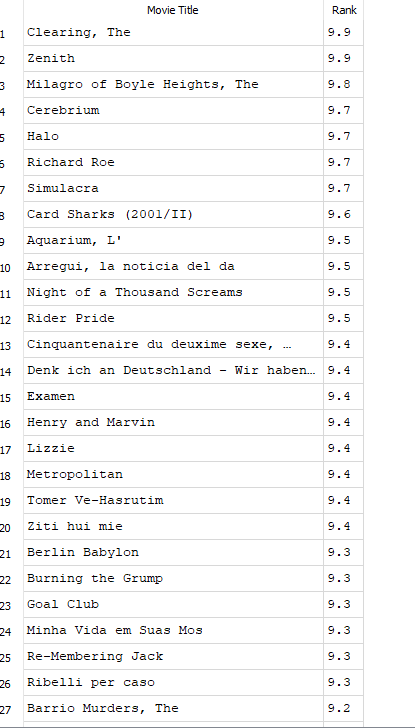 Movie Title Rank
1 Clearing, The 9.9
2 Zenith 9.9
3 Milagro of Boyle Heights, The 9.8
4 Cerebrium 9.7
5 Halo 9.7
6 Richard Roe 9.7
7 Simulacra 9.7
8 Card Sharks (2001/II) 9.6
9 Aquarium, L' 9.5
10 Arregui, la noticia del da 9.5
11 Night of a Thousand Screams 9.5
12 Rider Pride 9.5
13 Cinquantenaire du deuxime sexe, … 9.4
14 Denk ich an Deutschland - Wir haben… 9.4
15 Examen 9.4
16 Henry and Marvin 9.4
17 Lizzie 9.4
18 Metropolitan 9.4
19 Tomer Ve-Hasrutim 9.4
20 Ziti hui mie 9.4
21 Berlin Babylon 9.3
22 Burning the Grump 9.3
23 Goal Club 9.3
24 Minha Vida em Suas Mos 9.3
25 Re-Membering Jack 9.3
26 Ribelli per caso 9.3
27 Barrio Murders, The 9.2